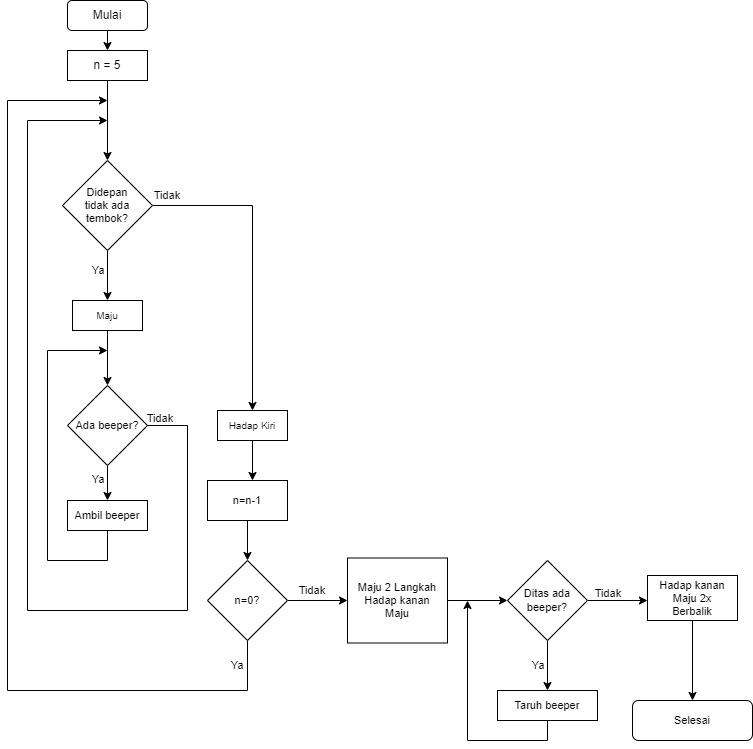 Mulai
n = 5
Didepan
tidak ada
tembok?
Tidak
Ya
Maju
Ada beeper?
Tidak
Ya
Ambil beeper
Hadap Kiri
n=n-1
n=0?
Tidak
Ya
Maju 2 Langkah
Hadap kanan
Maju
Ditas ada
beeper?
Tidak
Ya
Taruh beeper
Hadap kanan
Maju 2x
Berbalik
Selesai